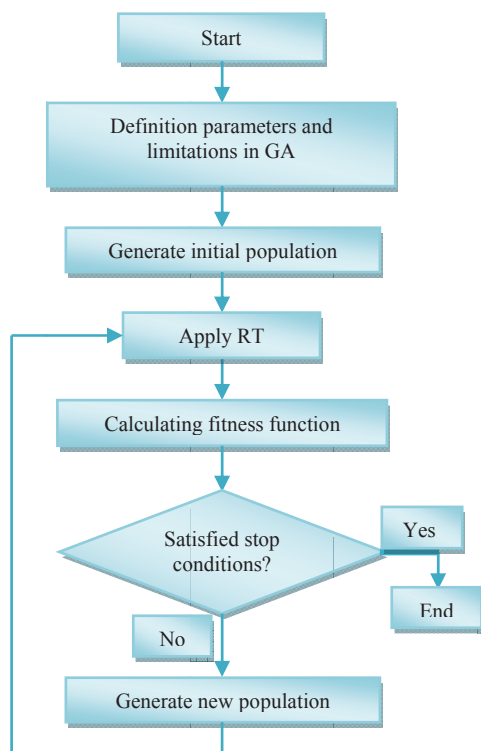 Start
Definition parameters and
limitations in GA
Generate initial population
Apply RT
Calculating fitness function
Satisfied stop
conditions?
Yes
End
No
Generate new population